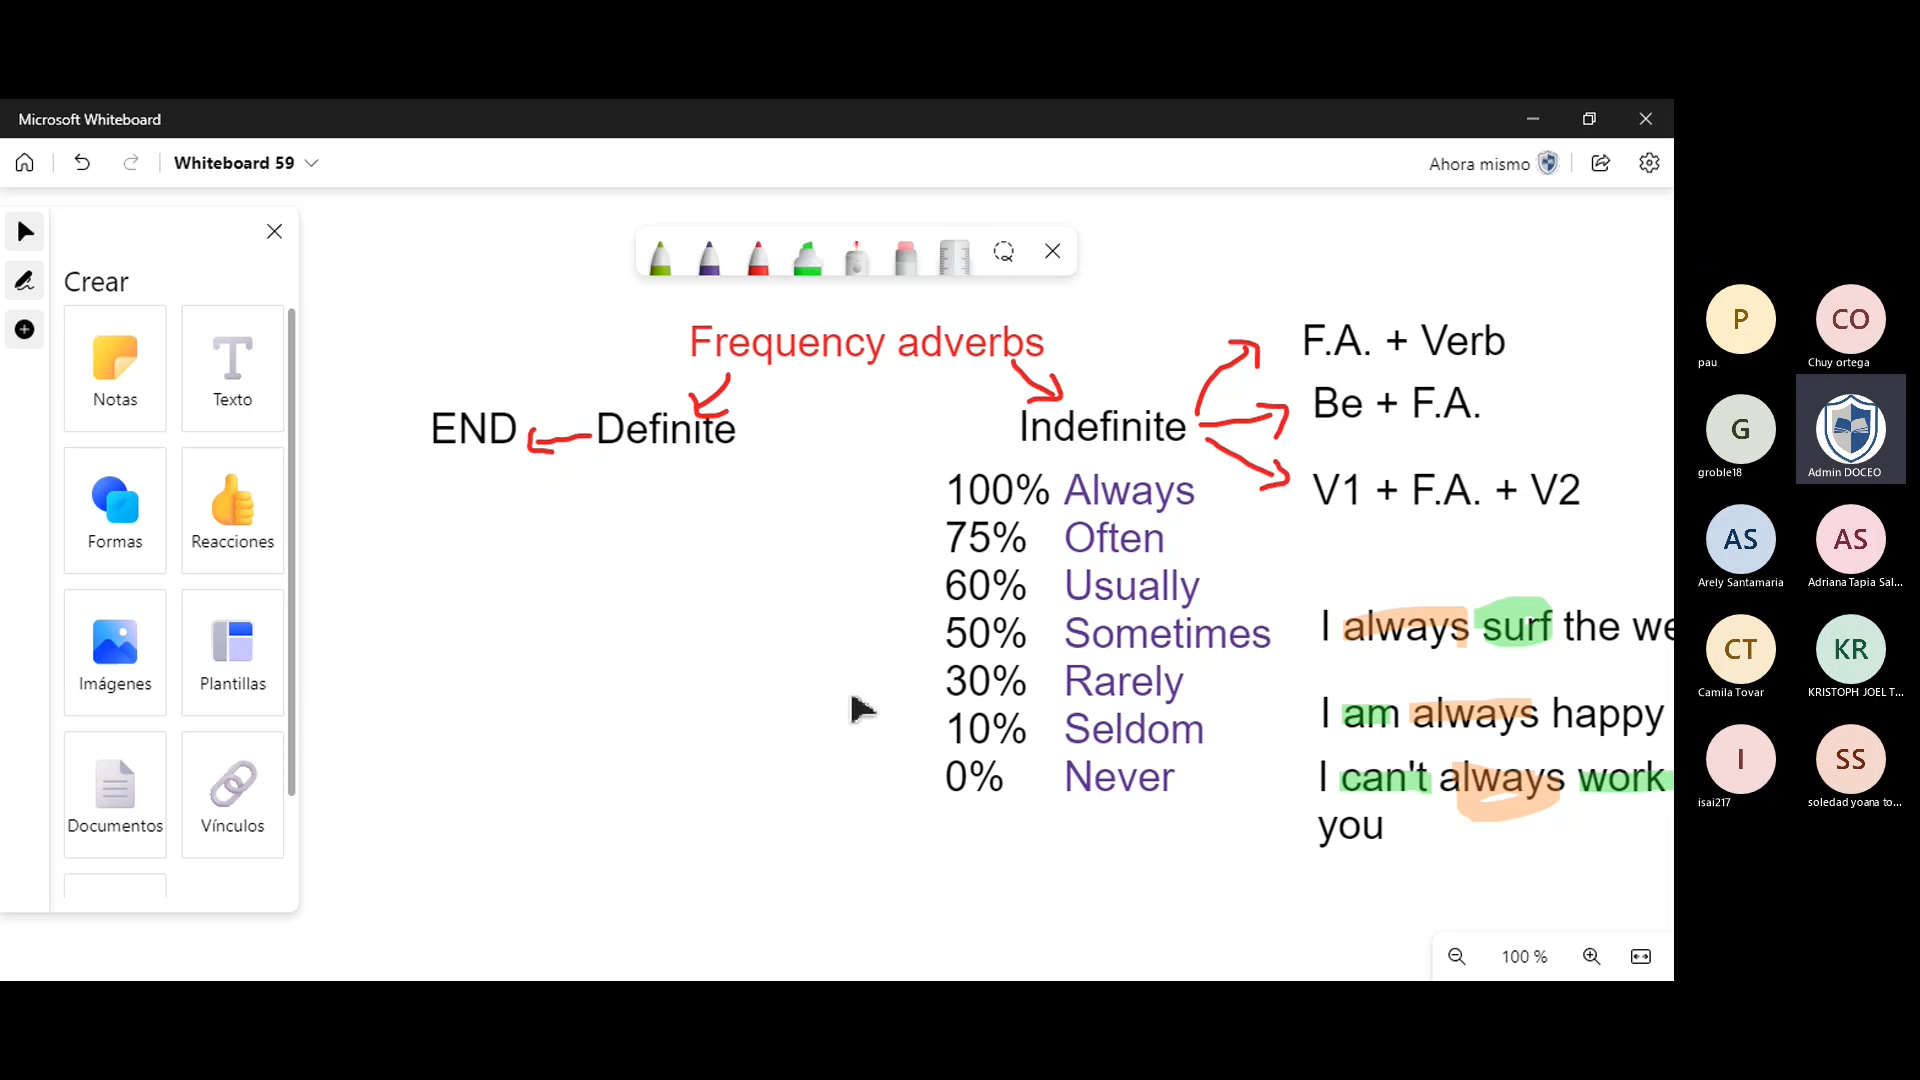 Microsoft Whiteboard
Whiteboard 59
Ahora mismo
Crear
Notas
Texto
Formas
Reacciones
Imágenes
Plantillas
Documentos
Vínculos
Frequency adverbs
END
Definite
Indefinite
F.A. + Verb
Be + F.A.
V1 + F.A. + V2
100% Always
75% Often
60% Usually
50% Sometimes
30% Rarely
10% Seldom
0% Never
I always surf the we
I am always happy
I can't always work
you
100 %
P
pau
CO
Chuy ortega
G
groble18
Admin DOCEO
AS
Arely Santamaria
AS
Adriana Tapia Sal...
CT
Camila Tovar
KR
KRISTOPH JOEL T...
I
isai217
SS
soledad yoana to...